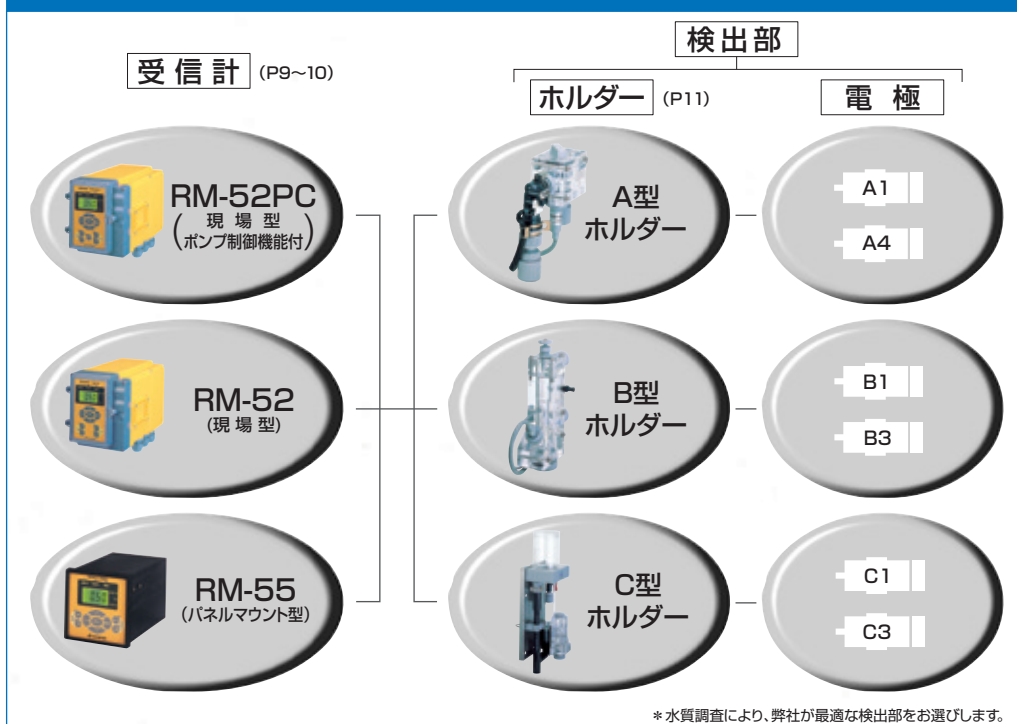 検出部
受信計 (P9~10)
ホルダー (P11)
電極
RM-52PC
現場型
(ポンプ制御機能付)
A型
ホルダー
A1
A4
RM-52
(現場型)
B型
ホルダー
B1
B3
RM-55
(パネルマウント型)
C型
ホルダー
C1
C3
*水質調査により、弊社が最適な検出部をお選びします。